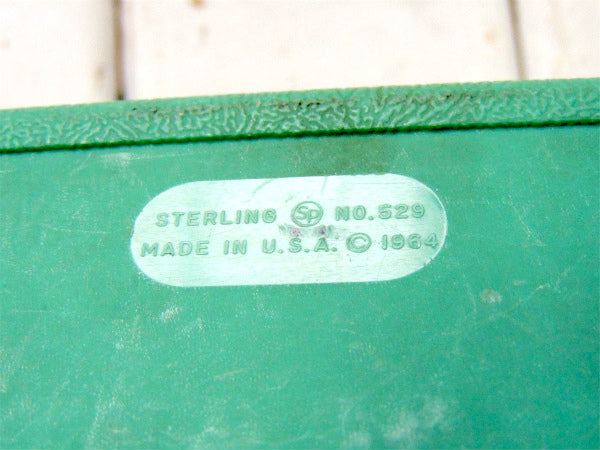 STERLING SP NO.529
MADE IN U.S.A. © 1964